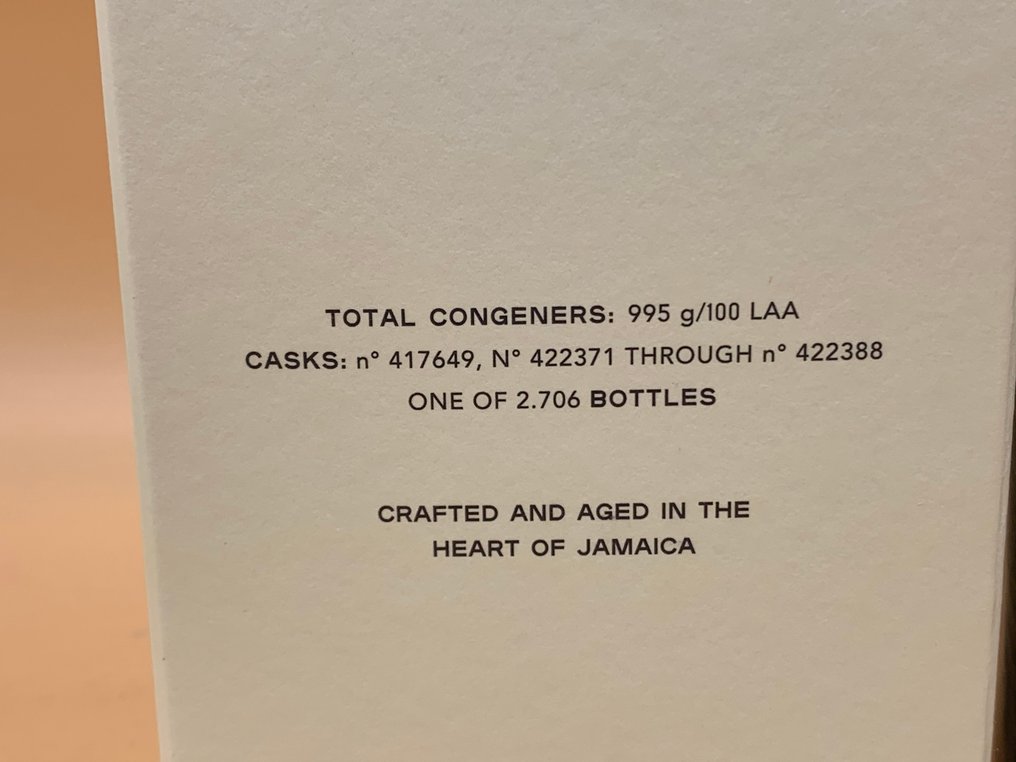 TOTAL CONGENERS: 995 g/100 LAA
CASKS: n° 417649, N° 422371 THROUGH n° 422388
ONE OF 2.706 BOTTLES
CRAFTED AND AGED IN THE
HEART OF JAMAICA